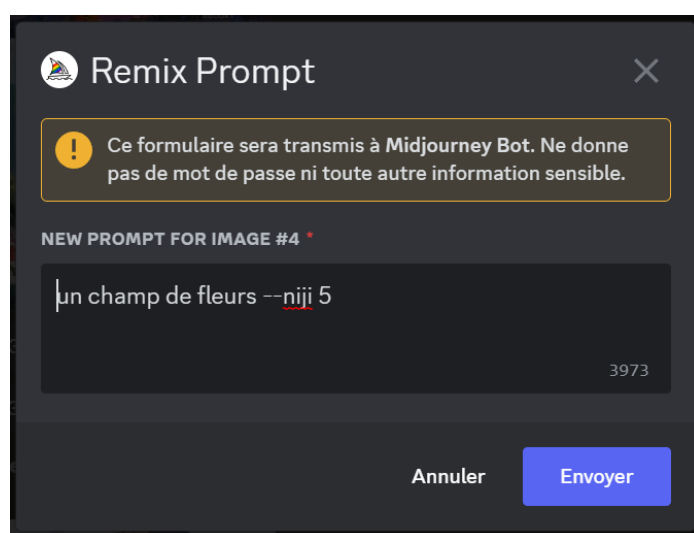 Remix Prompt
Ce formulaire sera transmis à Midjourney Bot. Ne donne
pas de mot de passe ni toute autre information sensible.
NEW PROMPT FOR IMAGE #4 *
un champ de fleurs --niji 5
3973
Annuler Envoyer